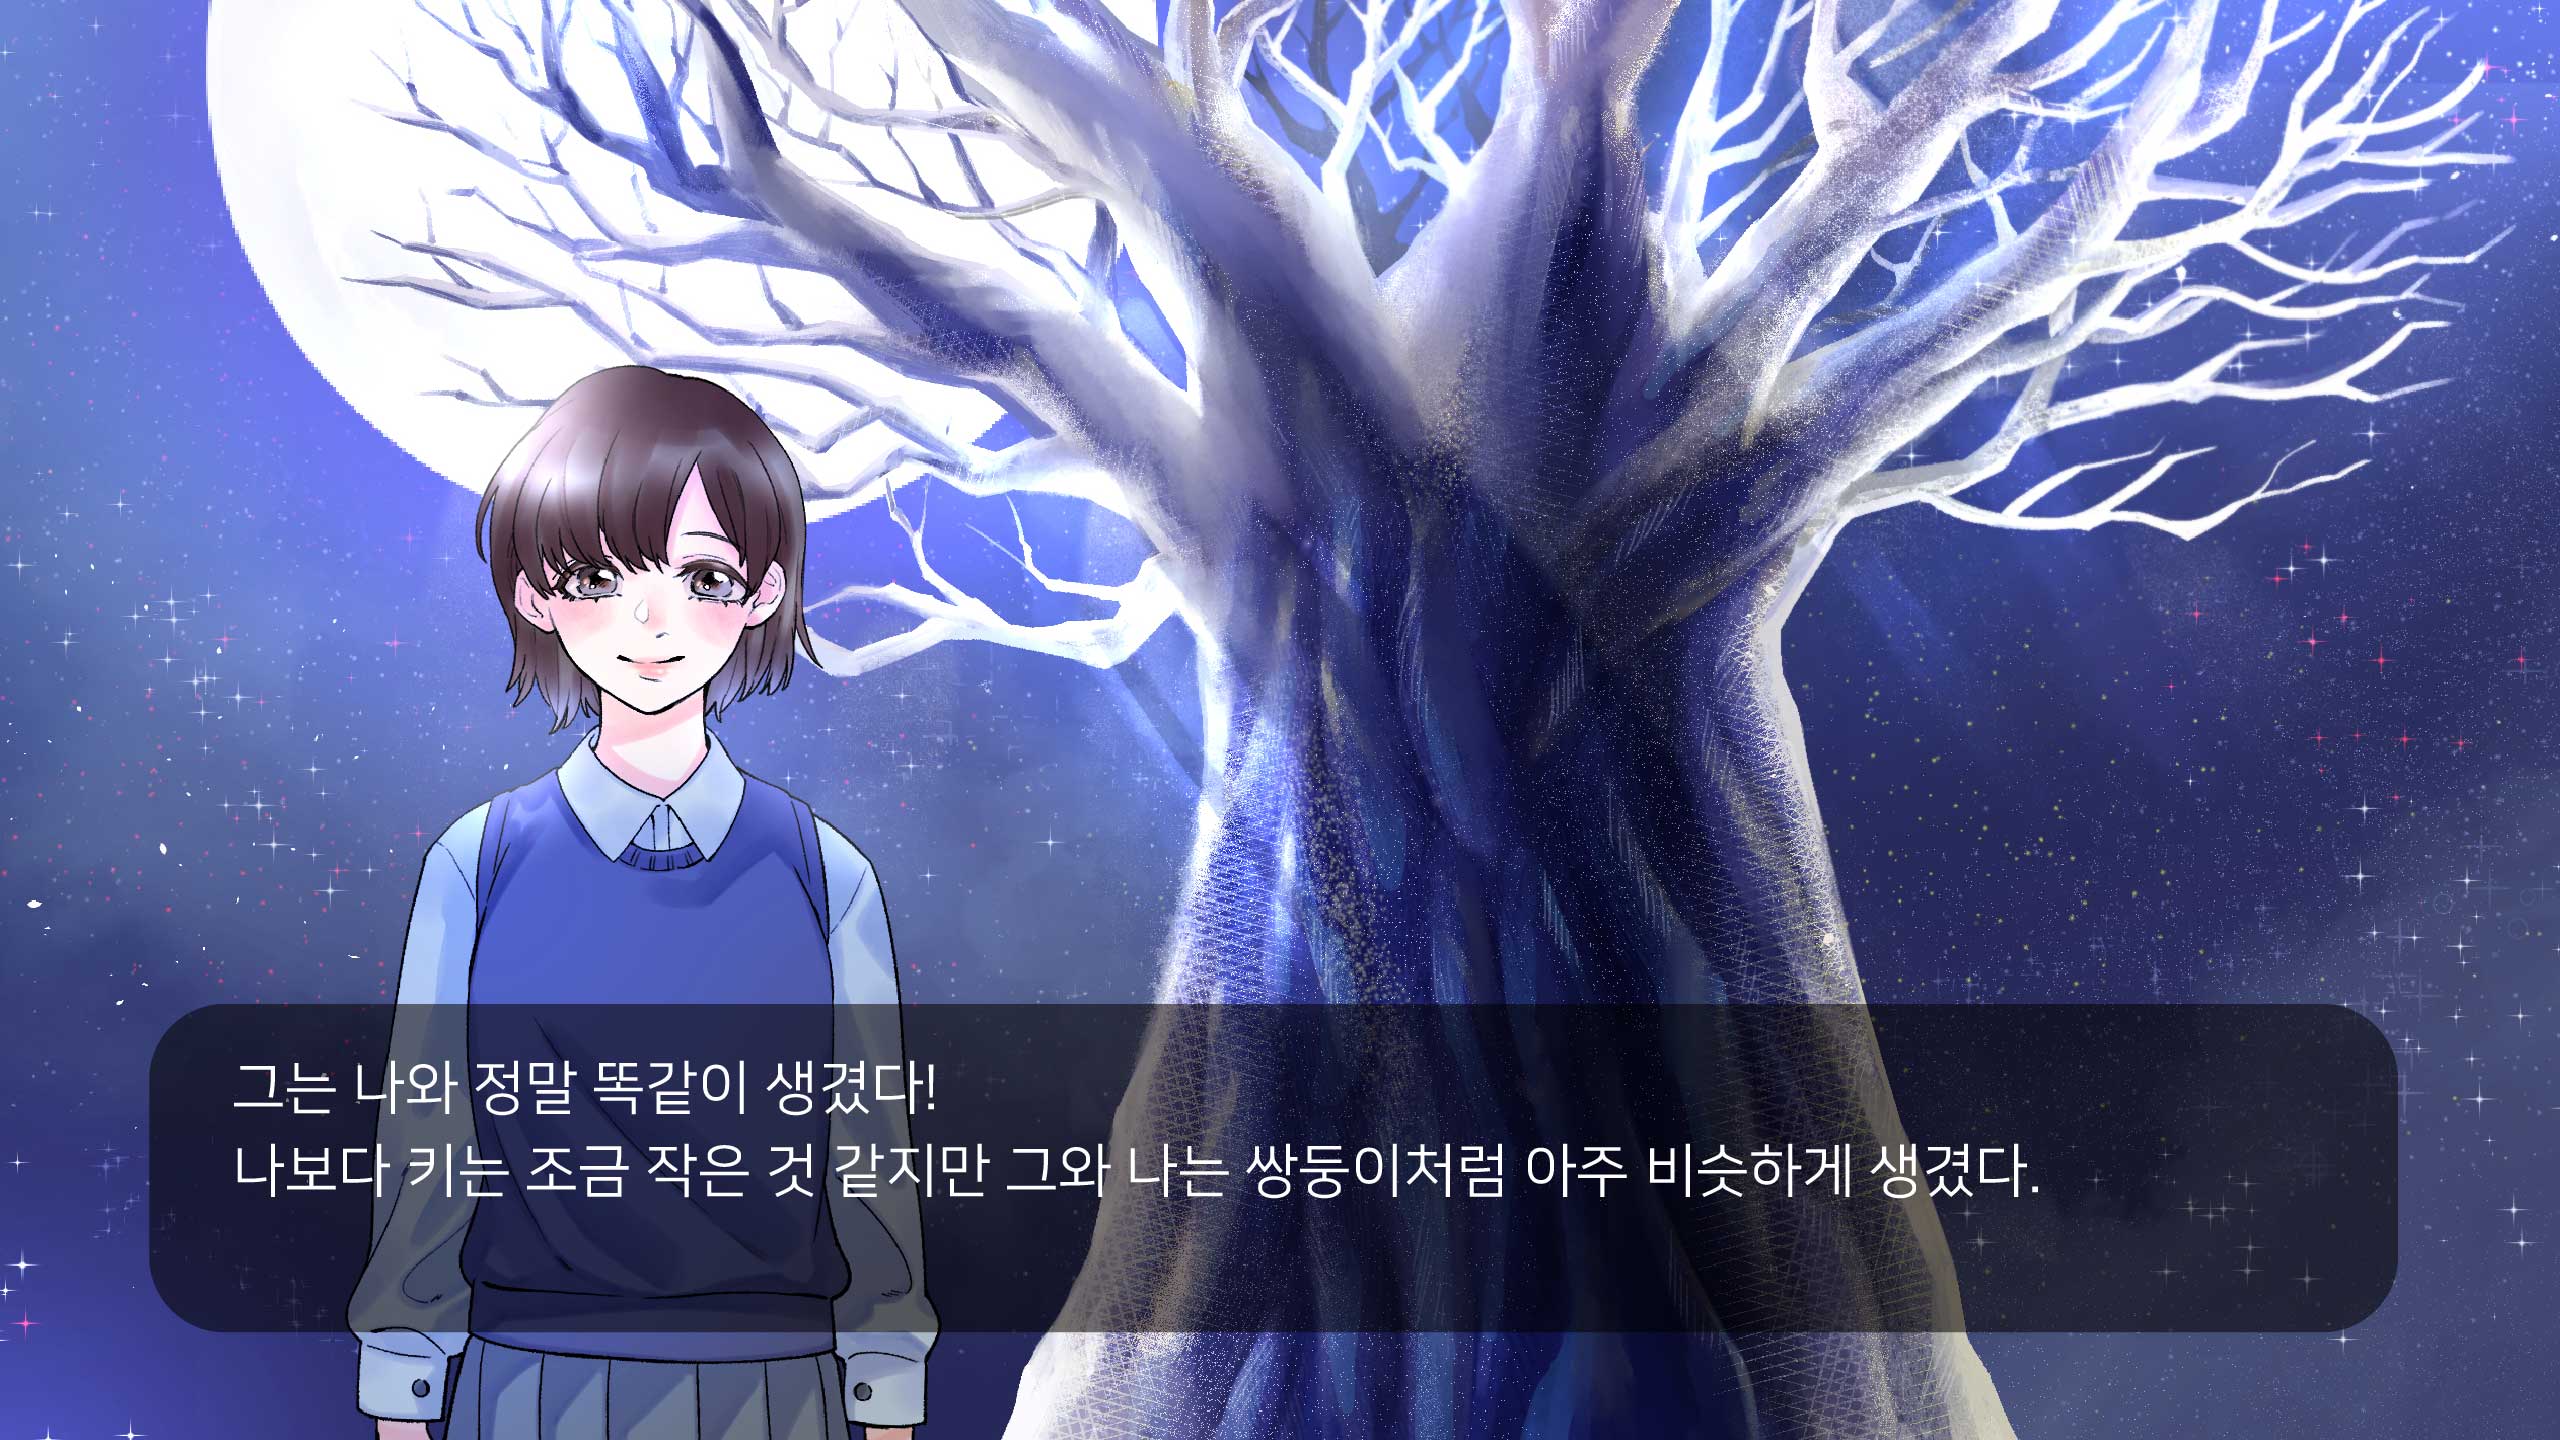 그는 나와 정말 똑같이 생겼다!
나보다 키는 조금 작은 것 같지만 그와 나는 쌍둥이처럼 아주 비슷하게 생겼다.